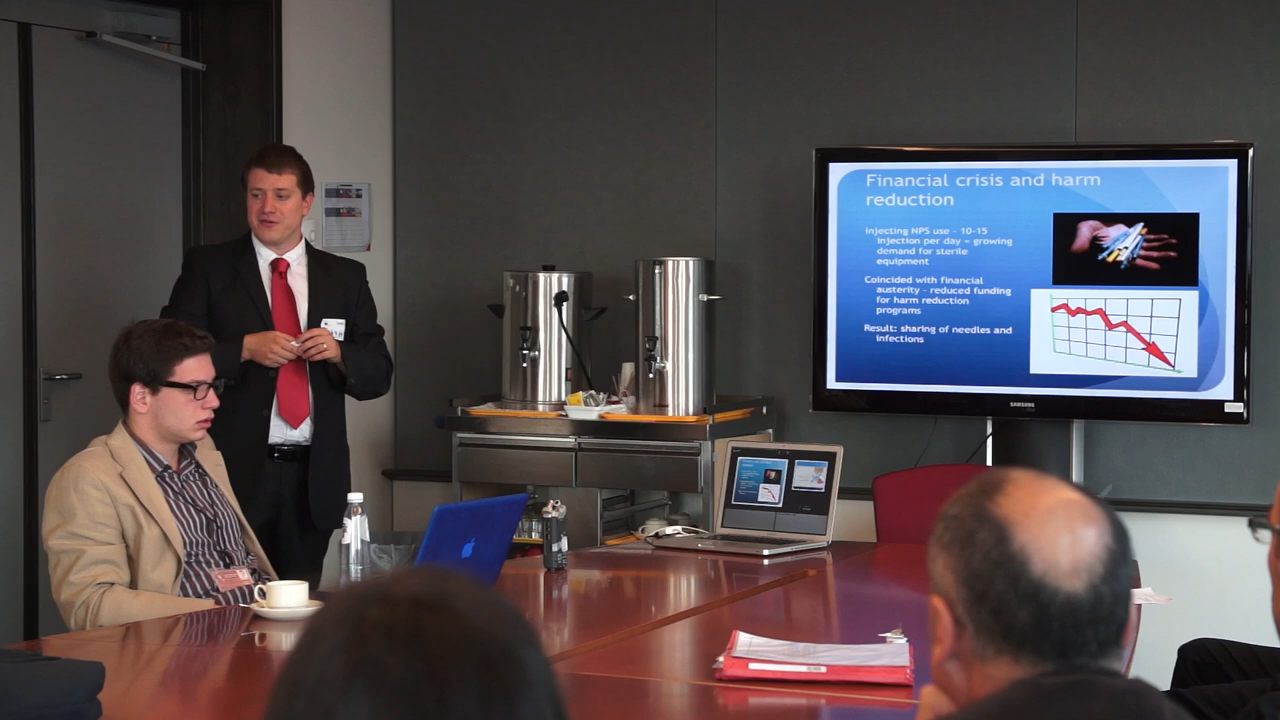 Financial crisis and harm
reduction
Injecting NPS use – 10-15
injection per day = growing
demand for sterile
equipment
Coincided with financial
austerity – reduced funding
for harm reduction
programs
Result: sharing of needles and
infections
SAMSUNG